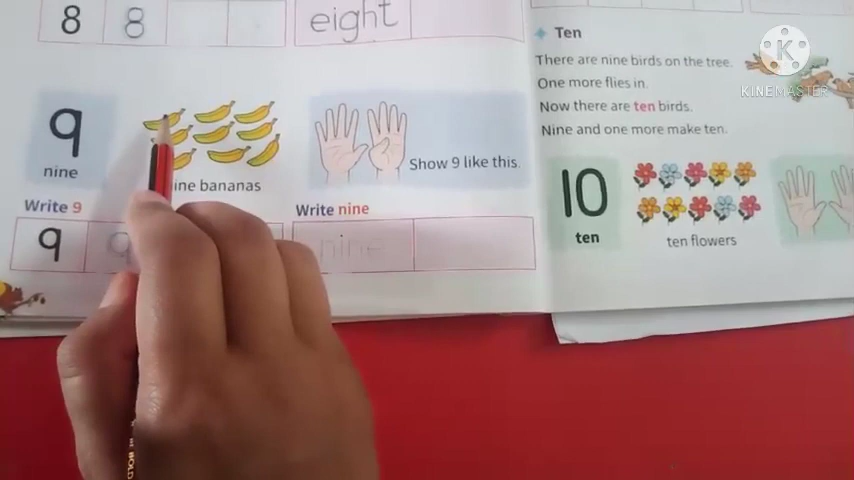 8 8
eight
9
nine
ine bananas
Show 9 like this.
Write 9
Write nine
9 9
nine
Ten
There are nine birds on the tree.
One more flies in.
Now there are ten birds.
Nine and one more make ten.
10
ten
ten flowers
K
KINEMASTER